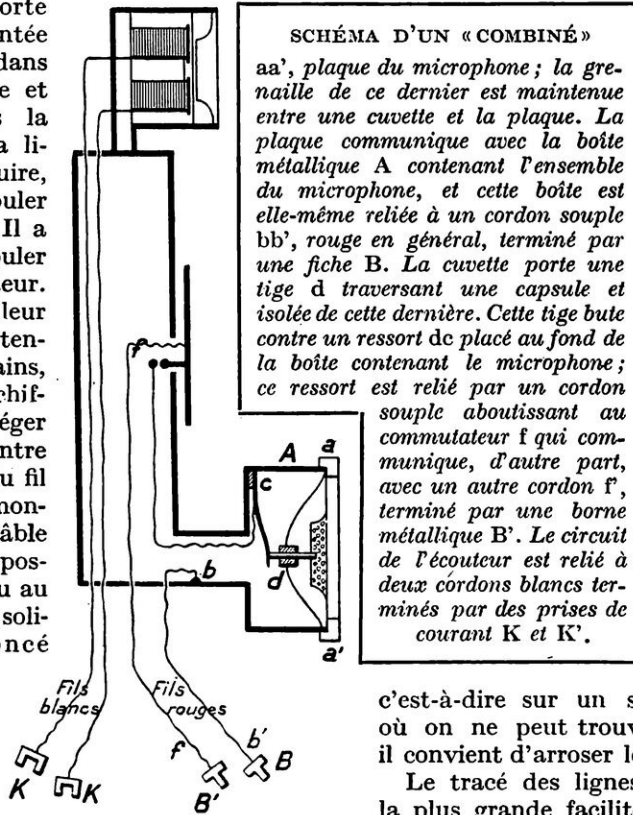 orte
ntée
dans
e et
la
a li-
uire,
ouler
Il a
ouler
eur.
leur
ten-
ains,
hif-
éger
ntre
u fil
non-
âble
pos-
u au
soli-
ncé
SCHÉMA D'UN « COMBINÉ »
aa', plaque du microphone ; la gre-
naille de ce dernier est maintenue
entre une cuvette et la plaque. La
plaque communique avec la boîte
métallique A contenant l'ensemble
du microphone, et cette boîte est
elle-même reliée à un cordon souple
bb', rouge en général, terminé par
une fiche B. La cuvette porte une
tige d traversant une capsule et
isolée de cette dernière. Cette tige bute
contre un ressort dc placé au fond de
la boîte contenant le microphone ;
ce ressort est relié par un cordon
souple aboutissant au
commutateur f qui com-
munique, d'autre part,
avec un autre cordon f',
terminé par une borne
métallique B'. Le circuit
de l'écouteur est relié à
deux cordons blancs ter-
minés par des prises de
courant K et K'.
f'
A
a
c
d
b
a'
Fils
blancs
Fils
rouges
f
b'
B
K
K
B'
c'est-à-dire sur un s
où on ne peut trouv
il convient d'arroser le
Le tracé des lignes
la plus grande facilit